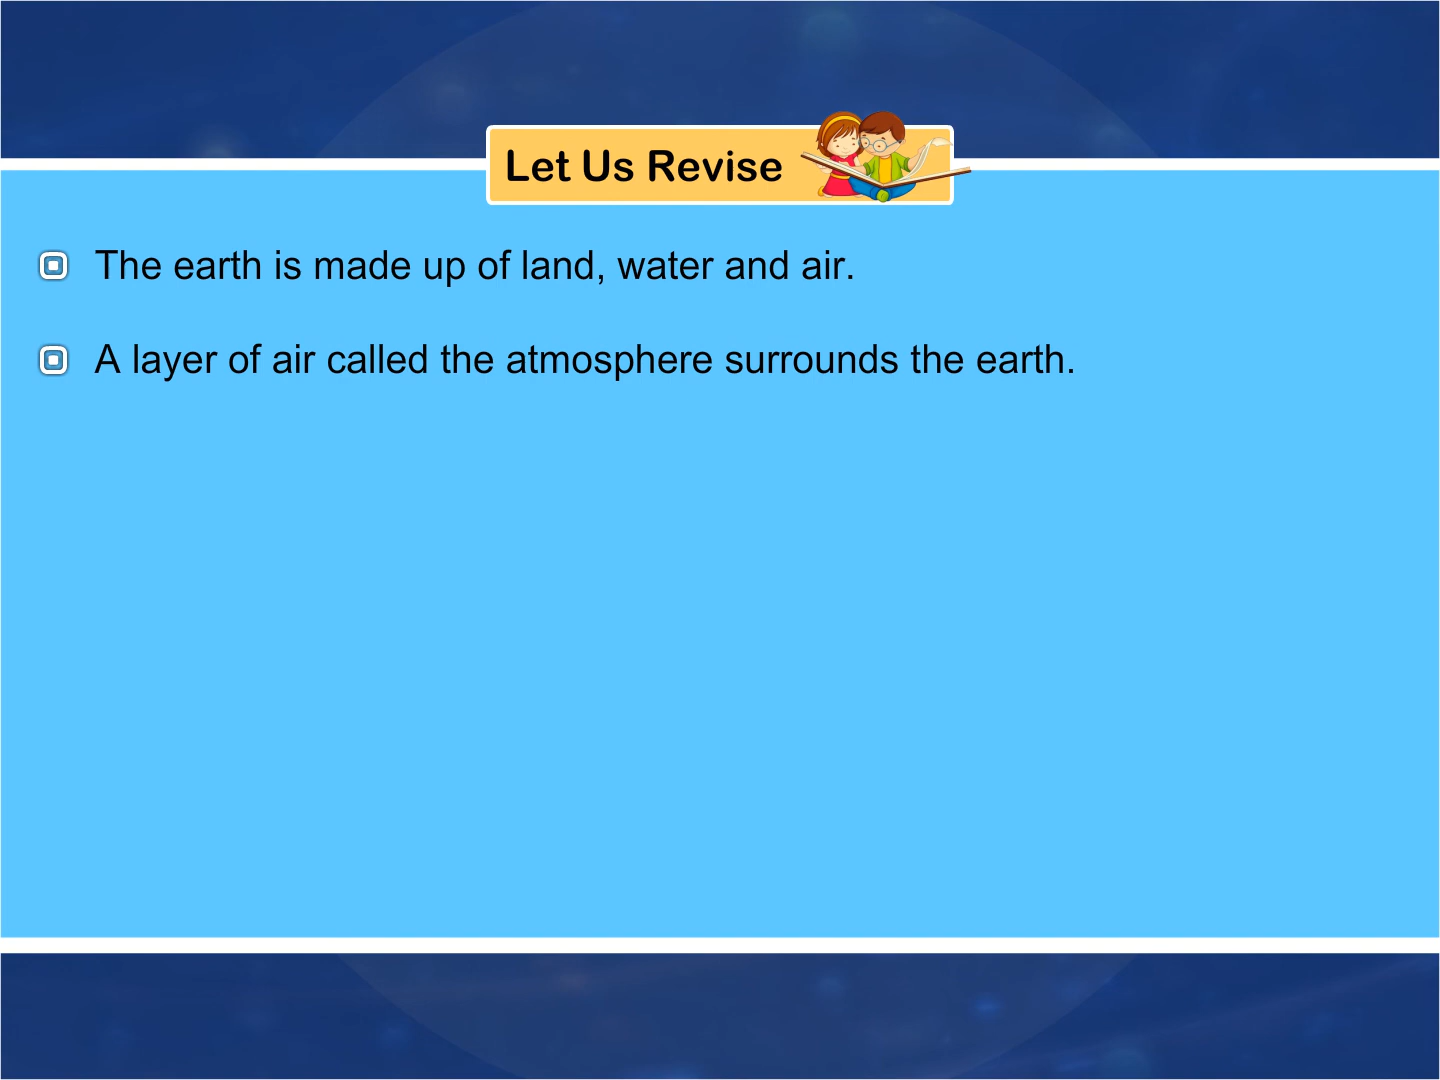 Let Us Revise
The earth is made up of land, water and air.
A layer of air called the atmosphere surrounds the earth.